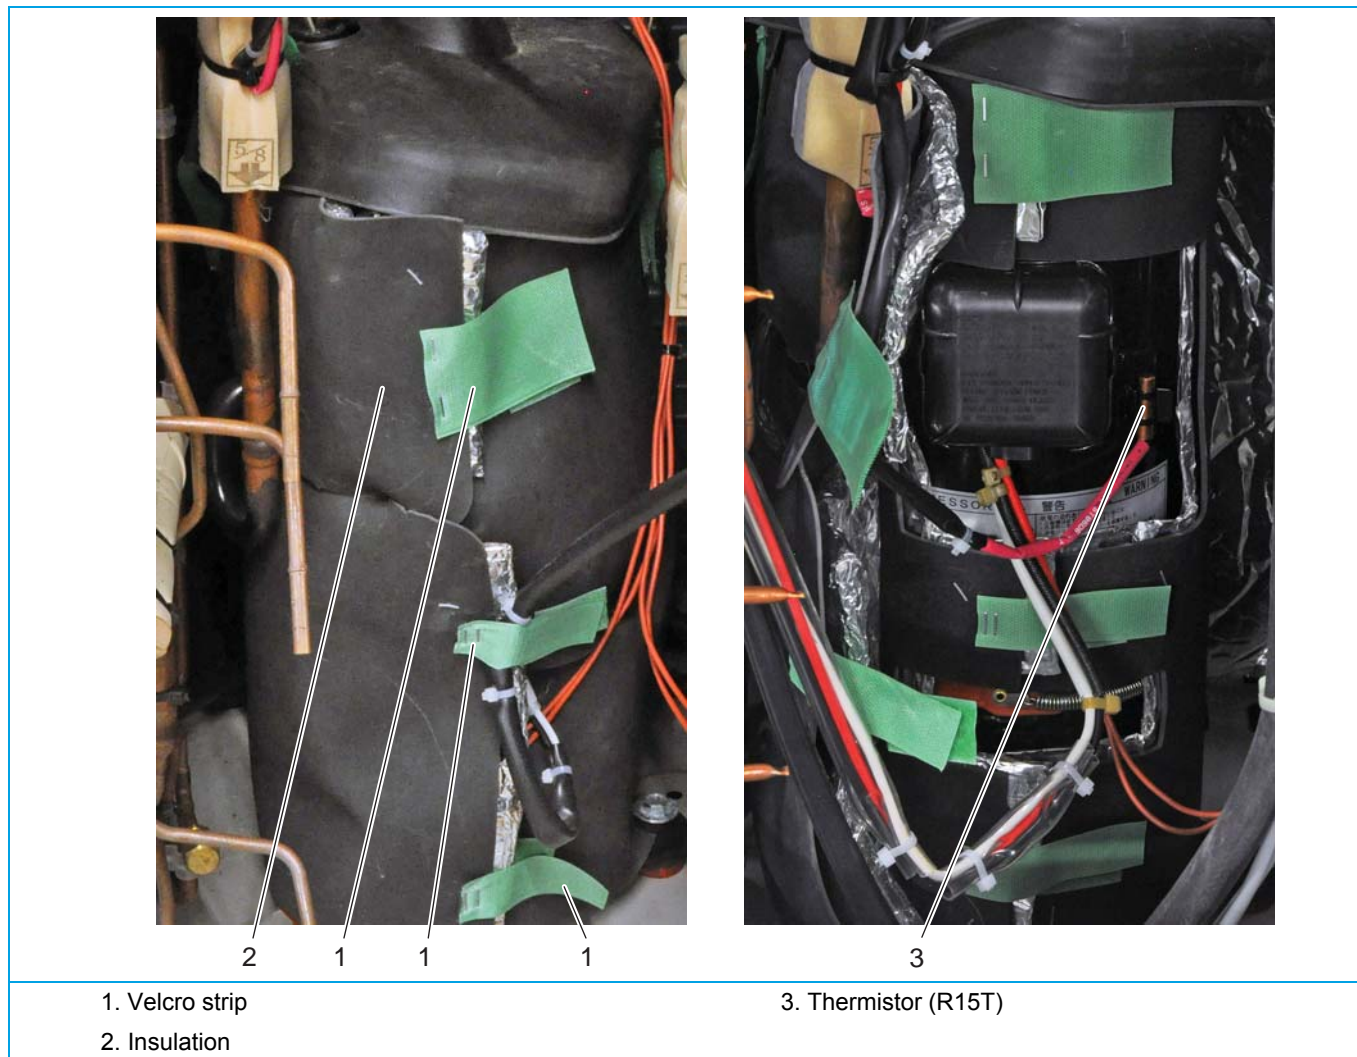 5/8
ESSOR
警告
WARNING
2 1 1 1 3
1. Velcro strip
2. Insulation
3. Thermistor (R15T)